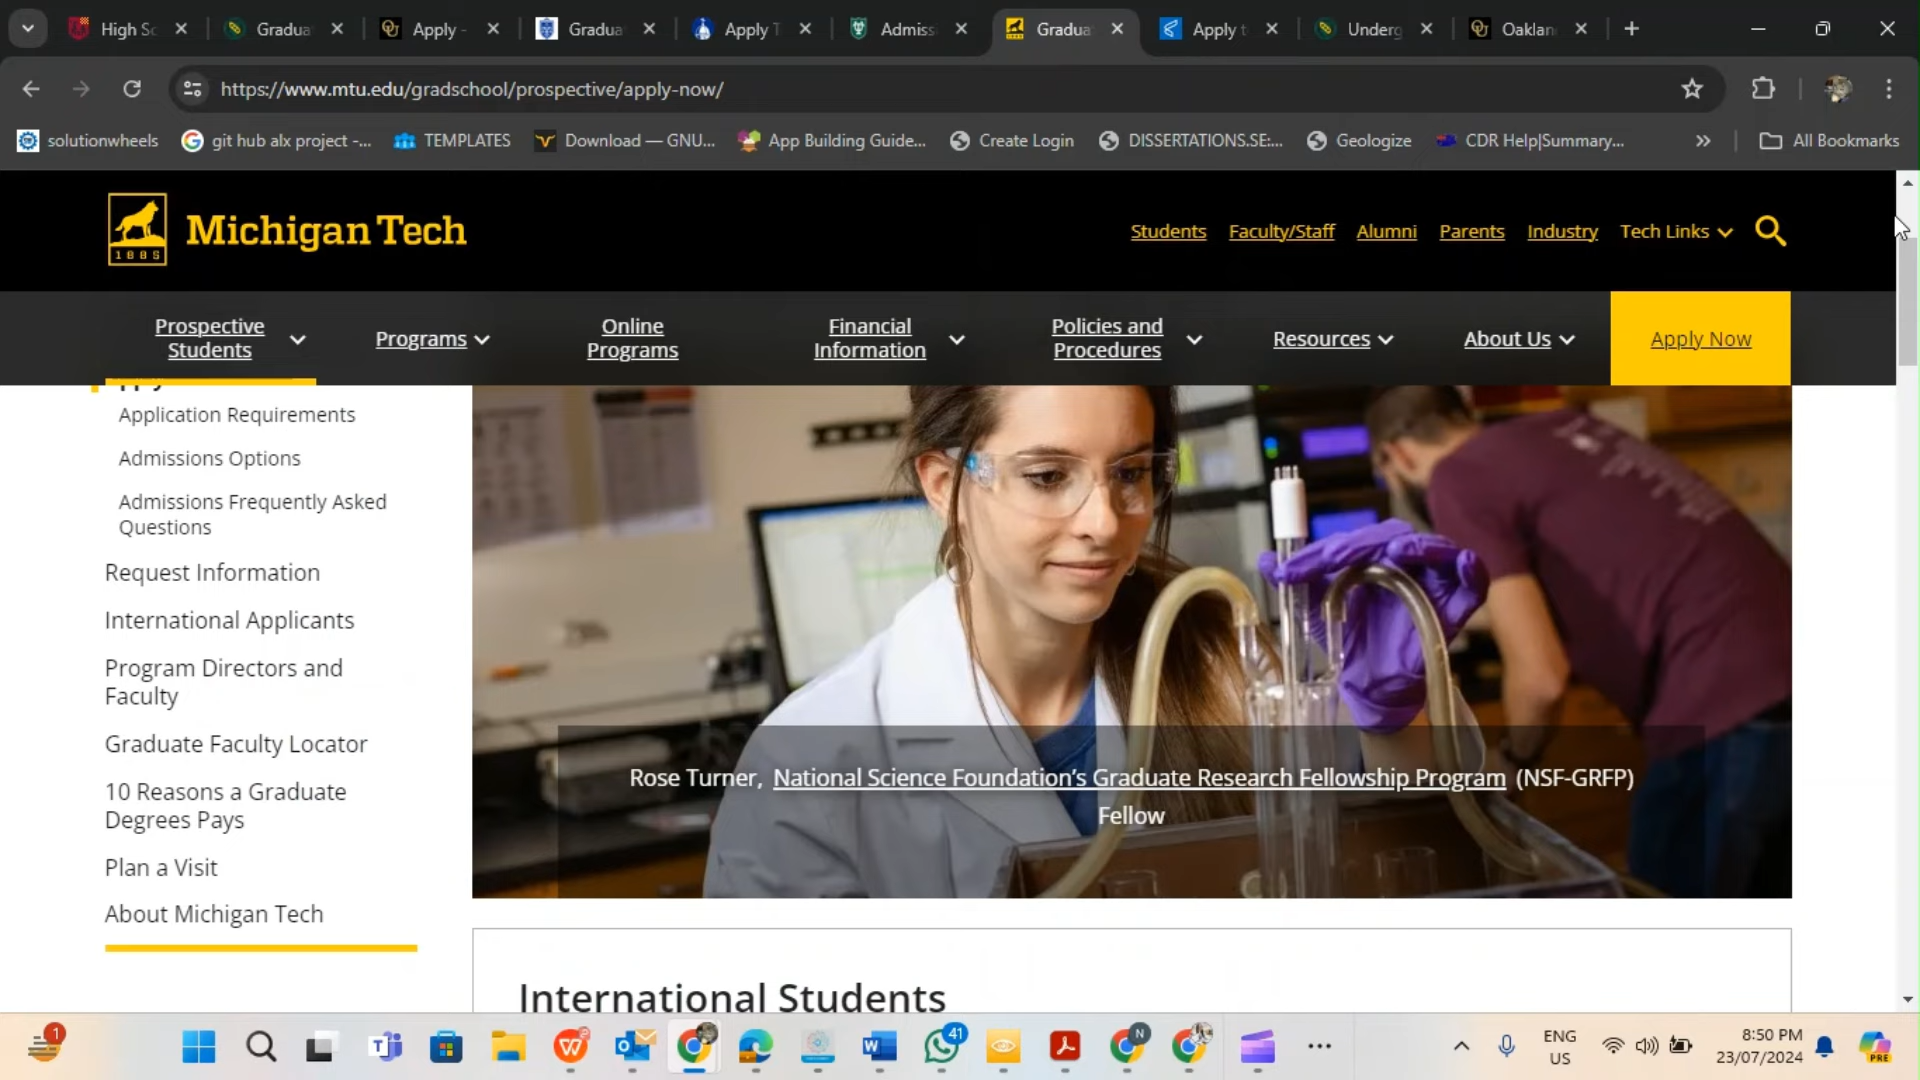 High Sc
Gradua
Apply -
Gradua
Apply T
Admiss
Gradua
Apply t
Underg
Oaklan
https://www.mtu.edu/gradschool/prospective/apply-now/
solutionwheels
git hub alx project -...
TEMPLATES
Download — GNU...
App Building Guide...
Create Login
DISSERTATIONS.SE:...
Geologize
CDR Help|Summary...
All Bookmarks
1885
Michigan Tech
Students
Faculty/Staff
Alumni
Parents
Industry
Tech Links
Prospective
Students
Programs
Online
Programs
Financial
Information
Policies and
Procedures
Resources
About Us
Apply Now
Application Requirements
Admissions Options
Admissions Frequently Asked
Questions
Request Information
International Applicants
Program Directors and
Faculty
Graduate Faculty Locator
10 Reasons a Graduate
Degrees Pays
Plan a Visit
About Michigan Tech
Rose Turner, National Science Foundation’s Graduate Research Fellowship Program (NSF-GRFP)
Fellow
International Students
1
41
N
ENG
US
8:50 PM
23/07/2024
PRE